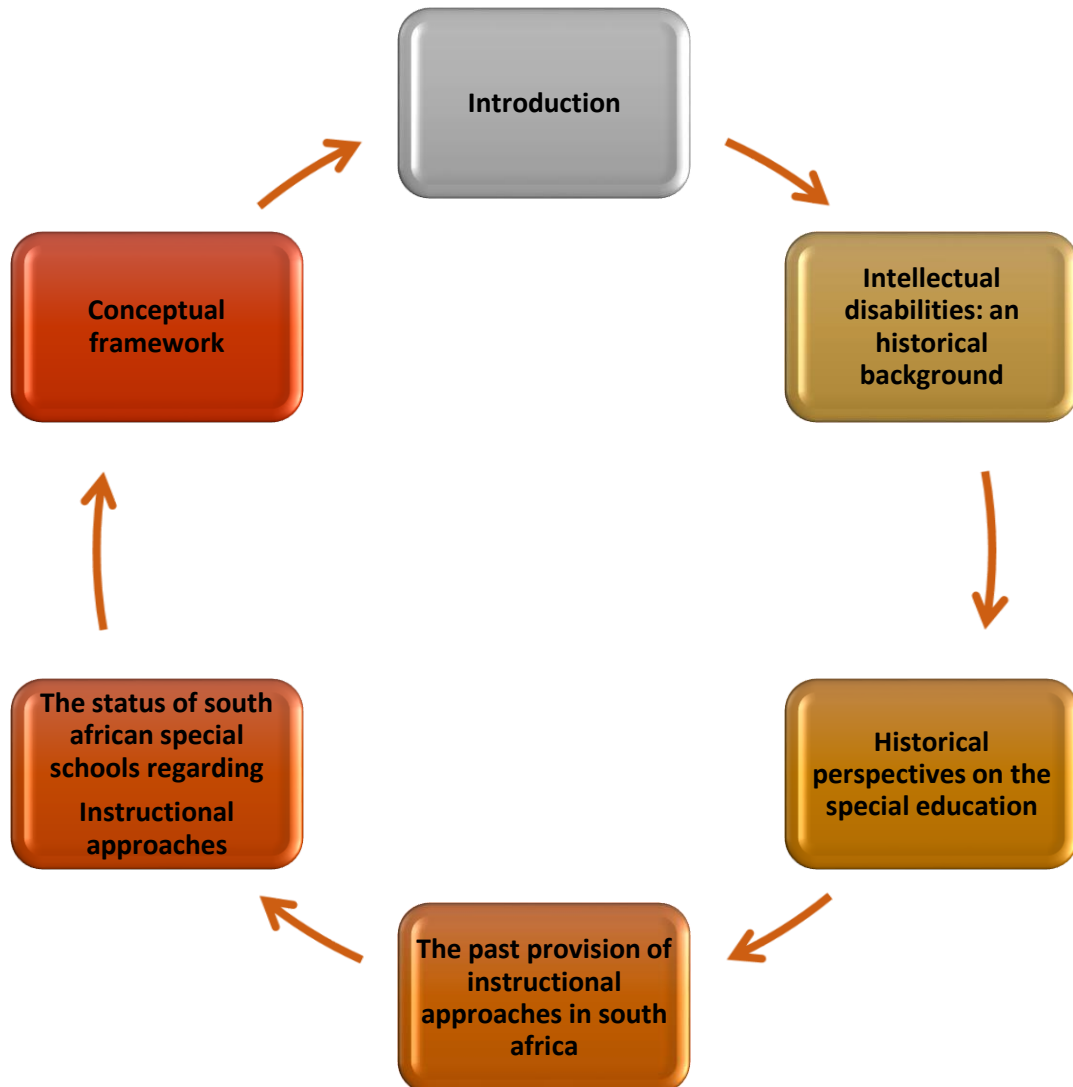 Introduction
Intellectual
disabilities: an
historical
background
Historical
perspectives on the
special education
The past provision of
instructional
approaches in south
africa
The status of south
african special
schools regarding
Instructional
approaches
Conceptual
framework